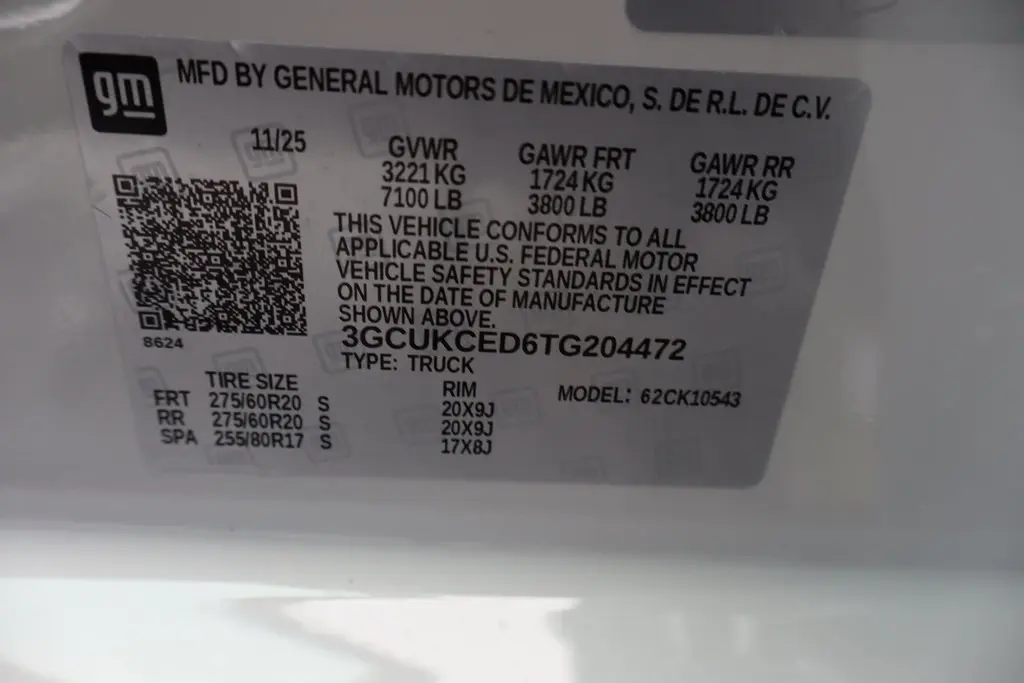 gm
MFD BY GENERAL MOTORS DE MEXICO, S. DE R.L. DE C.V.
11/25 GVWR GAWR FRT GAWR RR
3221 KG 1724 KG 1724 KG
7100 LB 3800 LB 3800 LB
THIS VEHICLE CONFORMS TO ALL
APPLICABLE U.S. FEDERAL MOTOR
VEHICLE SAFETY STANDARDS IN EFFECT
ON THE DATE OF MANUFACTURE
SHOWN ABOVE.
3GCUKCED6TG204472
8624
TYPE: TRUCK
TIRE SIZE RIM MODEL: 62CK10543
FRT 275/60R20 S 20X9J
RR 275/60R20 S 20X9J
SPA 255/80R17 S 17X8J